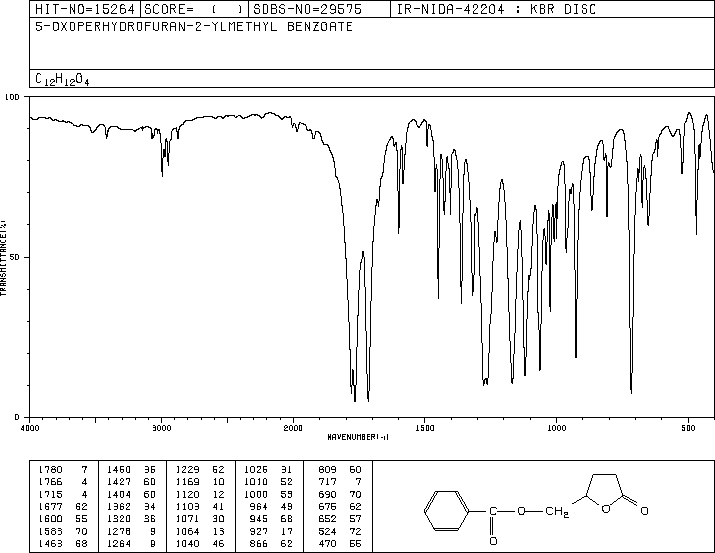 HIT-NO=15264 SCORE= ( ) SDBS-NO=29575 IR-NIDA-42204 : KBR DISC
5-OXOPERHYDROFURAN-2-YLMETHYL BENZOATE
C12H12O4
100
50
0
TRANSMITTANCE(%)
4000 3000 2000 1500 1000 500
WAVENUMBER(-1)
1780 7 1460 36 1229 52 1026 31 809 60
1766 4 1427 60 1169 10 1010 52 717 7
1715 4 1404 60 1120 12 1000 59 690 70
1677 62 1362 34 1103 41 964 49 675 62
1600 55 1320 36 1071 30 945 68 652 57
1583 70 1278 9 1064 13 927 17 524 72
1463 68 1264 9 1040 46 866 62 470 55
C O CH2 O O
O